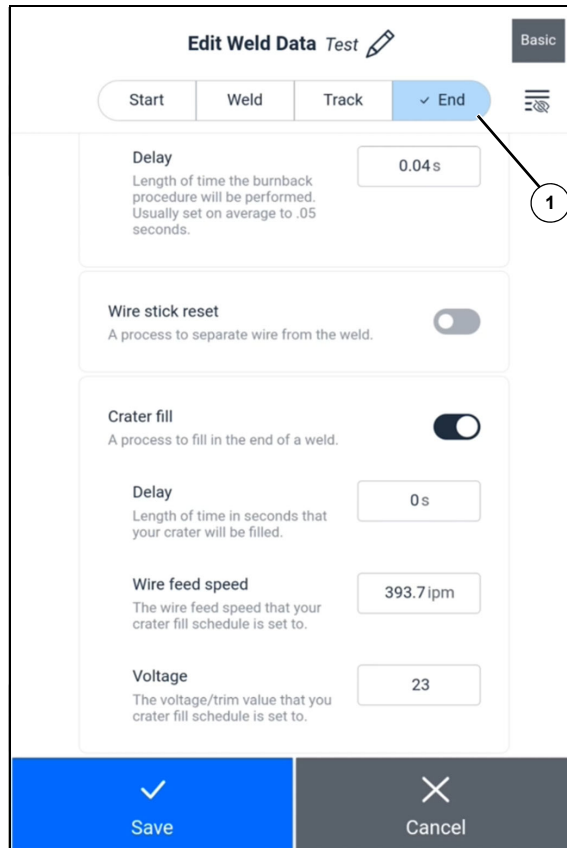 Edit Weld Data Test
Basic
Start
Weld
Track
End
1
Delay
0.04 s
Length of time the burnback
procedure will be performed.
Usually set on average to .05
seconds.
Wire stick reset
A process to separate wire from the weld.
Crater fill
A process to fill in the end of a weld.
Delay
0 s
Length of time in seconds that
your crater will be filled.
Wire feed speed
393.7 ipm
The wire feed speed that your
crater fill schedule is set to.
Voltage
23
The voltage/trim value that you
crater fill schedule is set to.
Save
Cancel